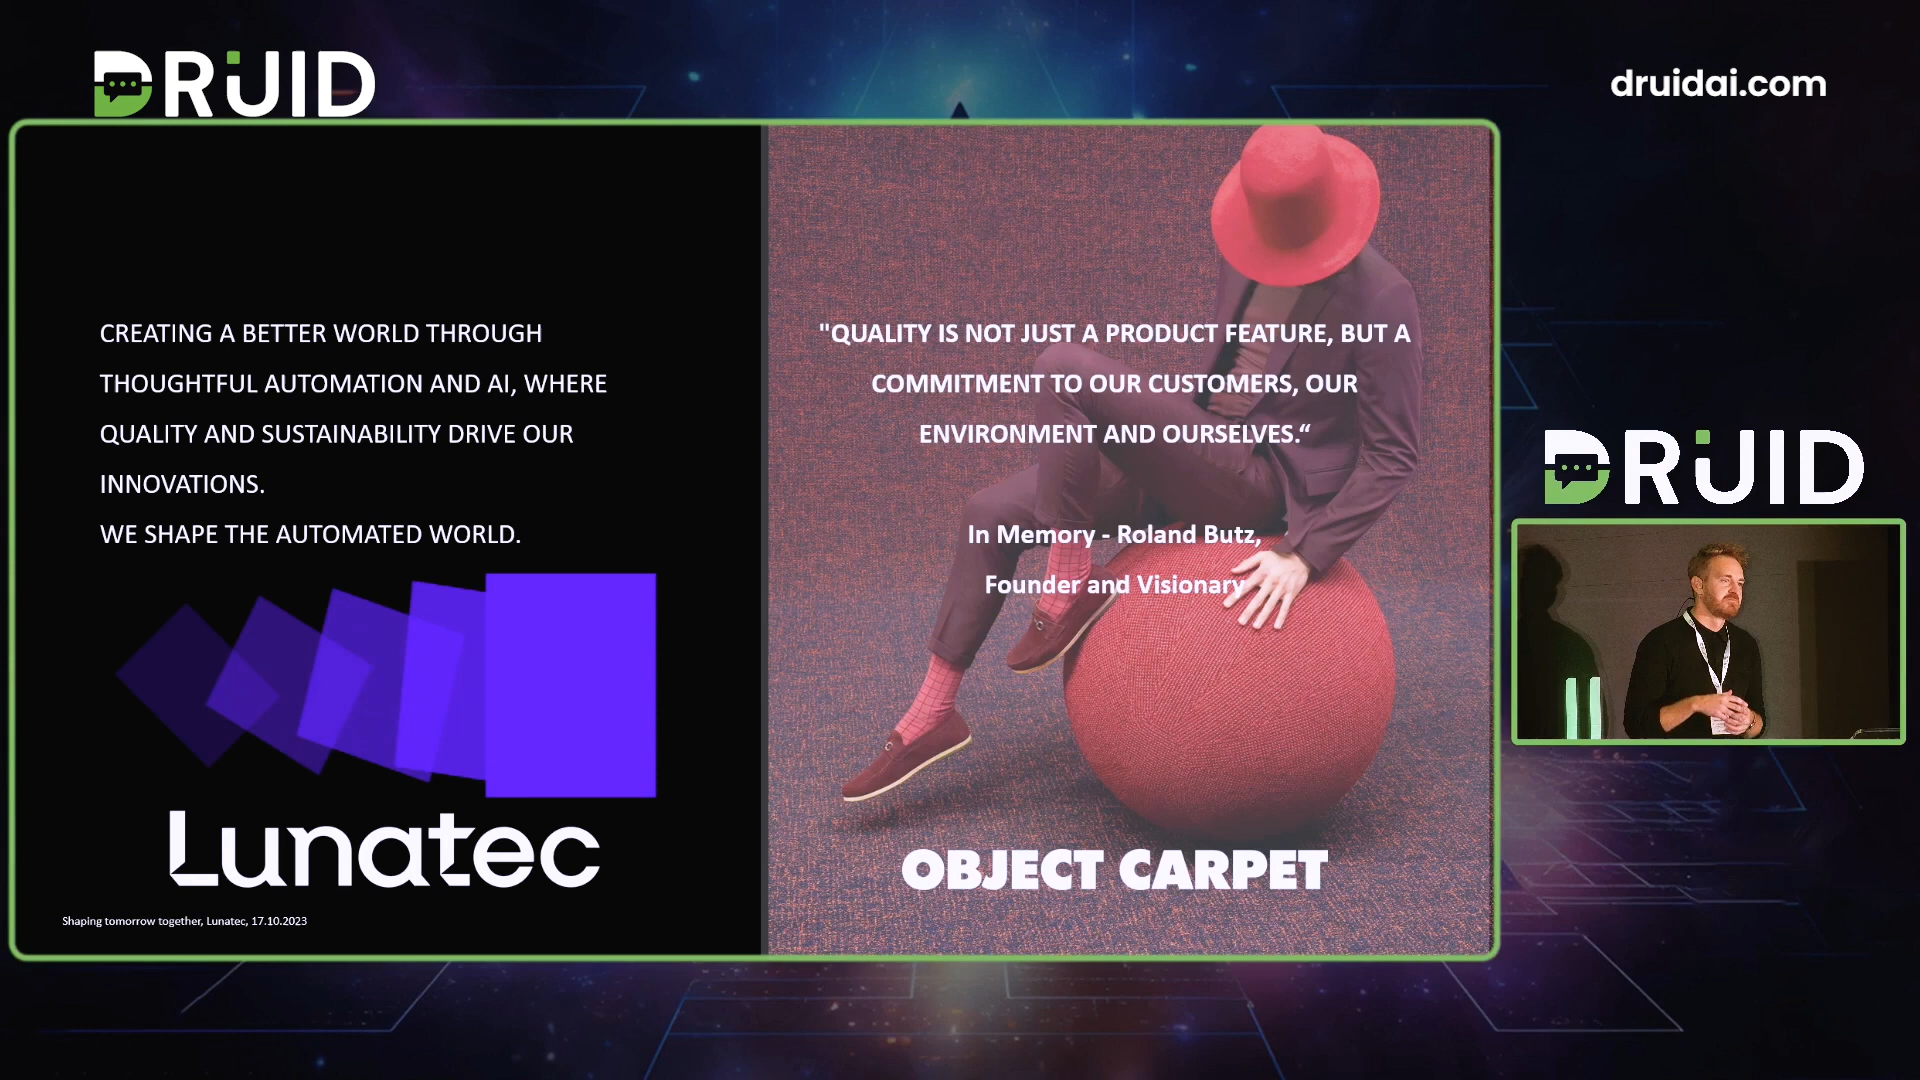 DRUID
druidai.com
CREATING A BETTER WORLD THROUGH
THOUGHTFUL AUTOMATION AND AI, WHERE
QUALITY AND SUSTAINABILITY DRIVE OUR
INNOVATIONS.
WE SHAPE THE AUTOMATED WORLD.
Lunatec
Shaping tomorrow together, Lunatec, 17.10.2023
"QUALITY IS NOT JUST A PRODUCT FEATURE, BUT A
COMMITMENT TO OUR CUSTOMERS, OUR
ENVIRONMENT AND OURSELVES.“
In Memory - Roland Butz,
Founder and Visionary
OBJECT CARPET
DRUID